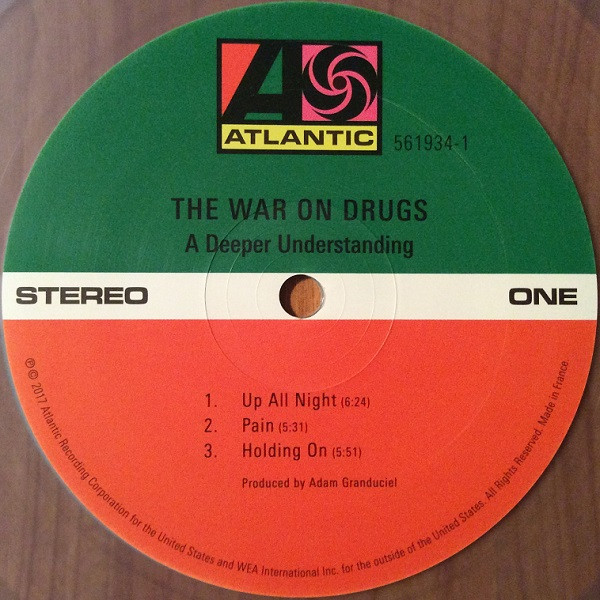 ATLANTIC
561934-1
THE WAR ON DRUGS
A Deeper Understanding
STEREO
ONE
1. Up All Night (6:24)
2. Pain (5:31)
3. Holding On (5:51)
Produced by Adam Granduciel
℗ © 2017 Atlantic Recording Corporation for the United States and WEA International Inc. for the outside of the United States. All Rights Reserved. Made in France.